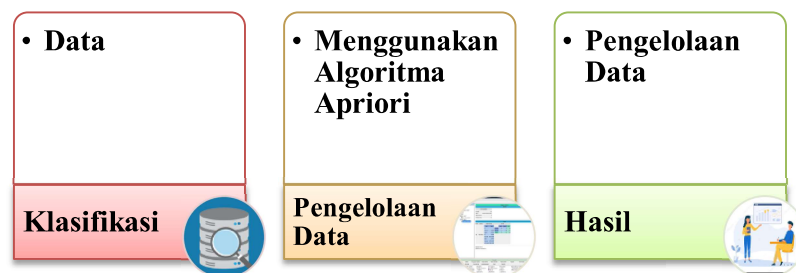 • Data
Klasifikasi
• Menggunakan
Algoritma
Apriori
Pengelolaan
Data
• Pengelolaan
Data
Hasil